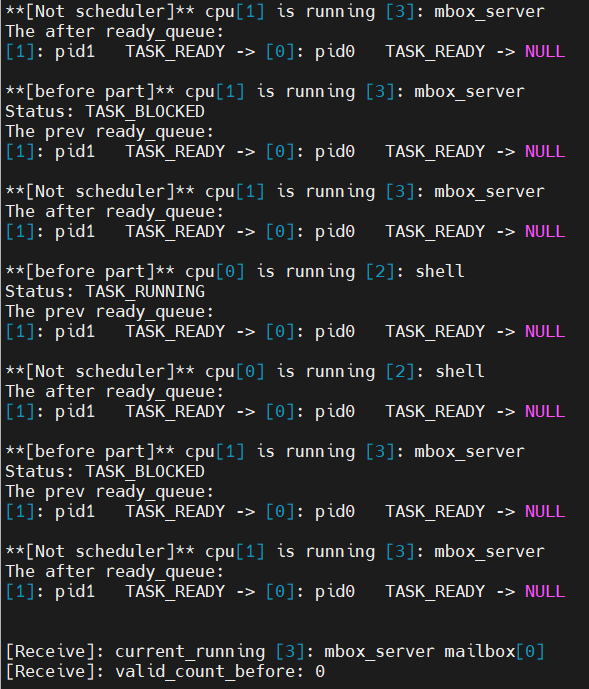 **[Not scheduler]** cpu[1] is running [3]: mbox_server
The after ready_queue:
[1]: pid1   TASK_READY -> [0]: pid0   TASK_READY -> NULL
**[before part]** cpu[1] is running [3]: mbox_server
Status: TASK_BLOCKED
The prev ready_queue:
[1]: pid1   TASK_READY -> [0]: pid0   TASK_READY -> NULL
**[Not scheduler]** cpu[1] is running [3]: mbox_server
The after ready_queue:
[1]: pid1   TASK_READY -> [0]: pid0   TASK_READY -> NULL
**[before part]** cpu[0] is running [2]: shell
Status: TASK_RUNNING
The prev ready_queue:
[1]: pid1   TASK_READY -> [0]: pid0   TASK_READY -> NULL
**[Not scheduler]** cpu[0] is running [2]: shell
The after ready_queue:
[1]: pid1   TASK_READY -> [0]: pid0   TASK_READY -> NULL
**[before part]** cpu[1] is running [3]: mbox_server
Status: TASK_BLOCKED
The prev ready_queue:
[1]: pid1   TASK_READY -> [0]: pid0   TASK_READY -> NULL
**[Not scheduler]** cpu[1] is running [3]: mbox_server
The after ready_queue:
[1]: pid1   TASK_READY -> [0]: pid0   TASK_READY -> NULL
[Receive]: current_running [3]: mbox_server mailbox[0]
[Receive]: valid_count_before: 0